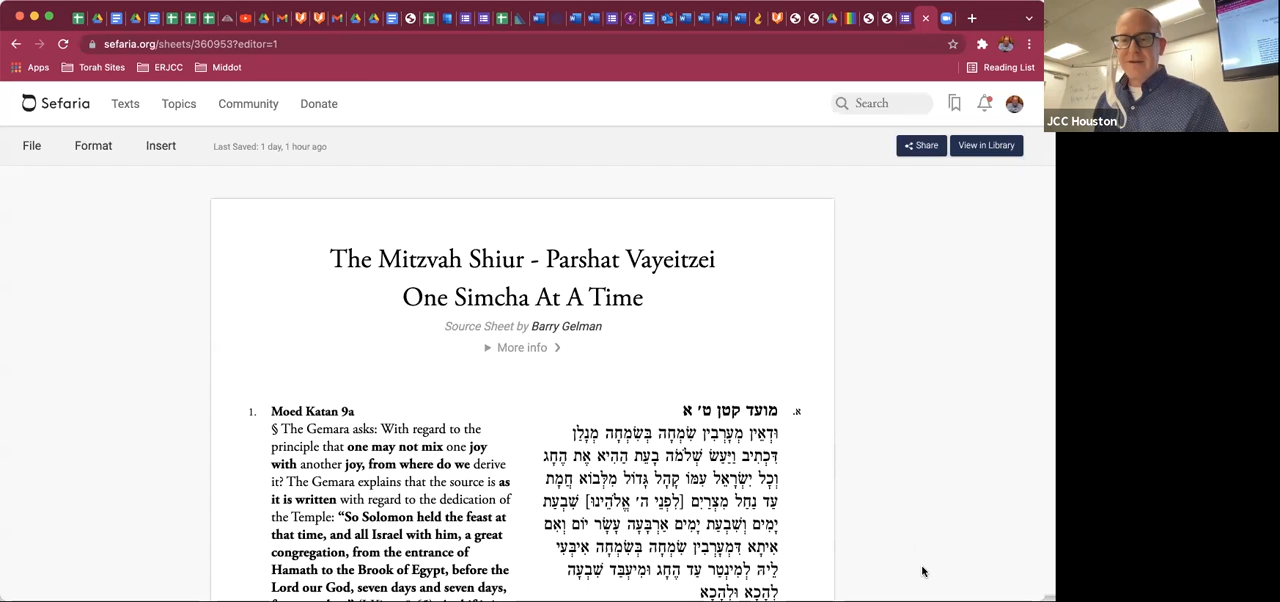 sefaria.org/sheets/360953?editor=1
Apps Torah Sites ERJCC Middot Reading List
Sefaria Texts Topics Community Donate Search
JCC Houston
File Format Insert Last Saved: 1 day, 1 hour ago Share View in Library
The Mitzvah Shiur - Parshat Vayeitzei
One Simcha At A Time
Source Sheet by Barry Gelman
More info
1. Moed Katan 9a
§ The Gemara asks: With regard to the
principle that one may not mix one joy
with another joy, from where do we derive
it? The Gemara explains that the source is as
it is written with regard to the dedication of
the Temple: “So Solomon held the feast at
that time, and all Israel with him, a great
congregation, from the entrance of
Hamath to the Brook of Egypt, before the
Lord our God, seven days and seven days,
א. מועד קטן ט׳ א
וּדְאֵין מְעָרְבִין שִׂמְחָה בְּשִׂמְחָה מְנָלַן
דִּכְתִיב וַיַּעַשׂ שְׁלֹמֹה בָעֵת הַהִיא אֶת הֶחָג
וְכׇל יִשְׂרָאֵל עִמּוֹ קָהָל גָּדוֹל מִלְּבוֹא חֲמָת
עַד נַחַל מִצְרַיִם [לִפְנֵי ה׳ אֱלֹהֵינוּ] שִׁבְעַת
יָמִים וְשִׁבְעַת יָמִים אַרְבָּעָה עָשָׂר יוֹם וְאִם
אִיתָא דִּמְעָרְבִין שִׂמְחָה בְּשִׂמְחָה אִיבְּעִי
לֵיהּ לְמִינְטַר עַד הֶחָג וּמִיעְבַּד שִׁבְעָה
לְהָכָא וּלְהָכָא